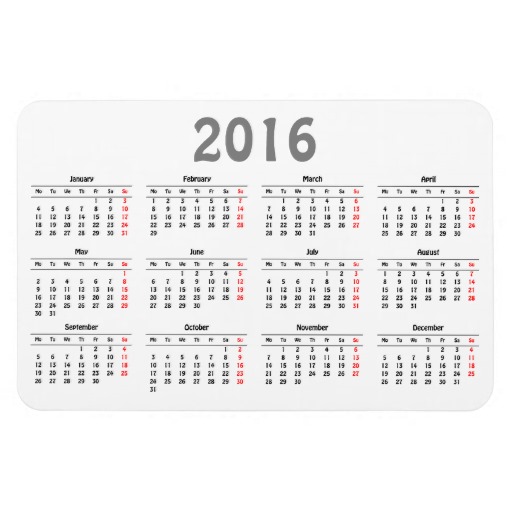 2016
January
Mo Tu We Th Fr Sa Su
1 2 3
4 5 6 7 8 9 10
11 12 13 14 15 16 17
18 19 20 21 22 23 24
25 26 27 28 29 30 31
February
Mo Tu We Th Fr Sa Su
1 2 3 4 5 6 7
8 9 10 11 12 13 14
15 16 17 18 19 20 21
22 23 24 25 26 27 28
29
March
Mo Tu We Th Fr Sa Su
1 2 3 4 5 6
7 8 9 10 11 12 13
14 15 16 17 18 19 20
21 22 23 24 25 26 27
28 29 30 31
April
Mo Tu We Th Fr Sa Su
1 2 3
4 5 6 7 8 9 10
11 12 13 14 15 16 17
18 19 20 21 22 23 24
25 26 27 28 29 30
May
Mo Tu We Th Fr Sa Su
1
2 3 4 5 6 7 8
9 10 11 12 13 14 15
16 17 18 19 20 21 22
23 24 25 26 27 28 29
30 31
June
Mo Tu We Th Fr Sa Su
1 2 3 4 5
6 7 8 9 10 11 12
13 14 15 16 17 18 19
20 21 22 23 24 25 26
27 28 29 30
July
Mo Tu We Th Fr Sa Su
1 2 3
4 5 6 7 8 9 10
11 12 13 14 15 16 17
18 19 20 21 22 23 24
25 26 27 28 29 30 31
August
Mo Tu We Th Fr Sa Su
1 2 3 4 5 6 7
8 9 10 11 12 13 14
15 16 17 18 19 20 21
22 23 24 25 26 27 28
29 30 31
September
Mo Tu We Th Fr Sa Su
1 2 3 4
5 6 7 8 9 10 11
12 13 14 15 16 17 18
19 20 21 22 23 24 25
26 27 28 29 30
October
Mo Tu We Th Fr Sa Su
1 2
3 4 5 6 7 8 9
10 11 12 13 14 15 16
17 18 19 20 21 22 23
24 25 26 27 28 29 30
31
November
Mo Tu We Th Fr Sa Su
1 2 3 4 5 6
7 8 9 10 11 12 13
14 15 16 17 18 19 20
21 22 23 24 25 26 27
28 29 30
December
Mo Tu We Th Fr Sa Su
1 2 3 4
5 6 7 8 9 10 11
12 13 14 15 16 17 18
19 20 21 22 23 24 25
26 27 28 29 30 31